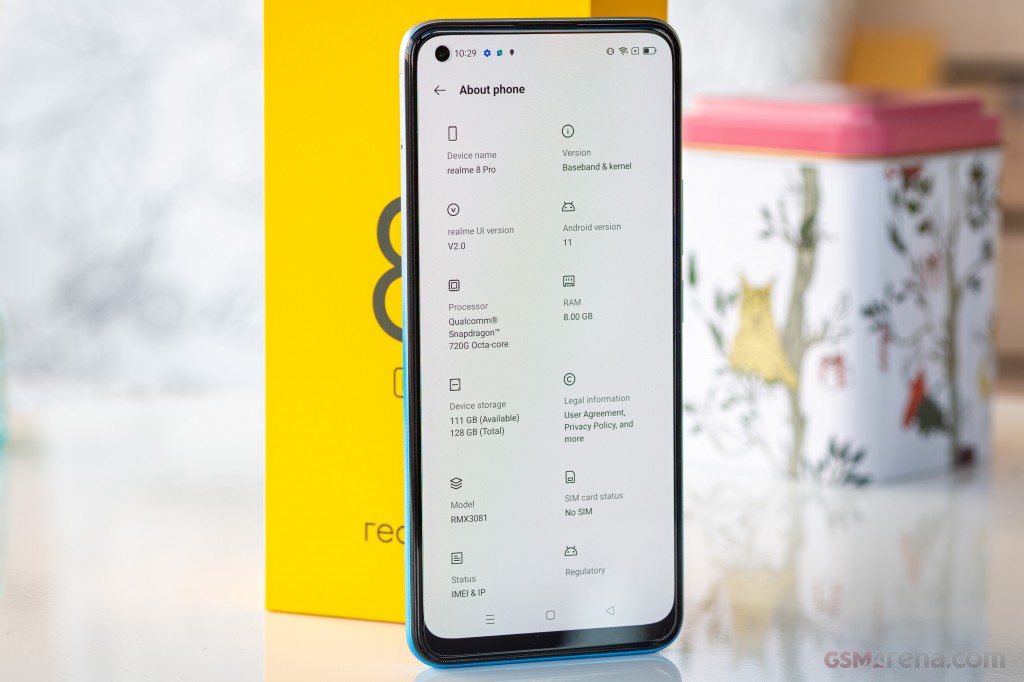 10:29
About phone
Device name
realme 8 Pro
Version
Baseband & kernel
realme UI version
V2.0
Android version
11
Processor
Qualcomm®
Snapdragon™
720G Octa-core
RAM
8.00 GB
Device storage
111 GB (Available)
128 GB (Total)
Legal information
User Agreement,
Privacy Policy, and
more
Model
RMX3081
SIM card status
No SIM
Status
IMEI & IP
Regulatory
8
rea
GSMarena.com